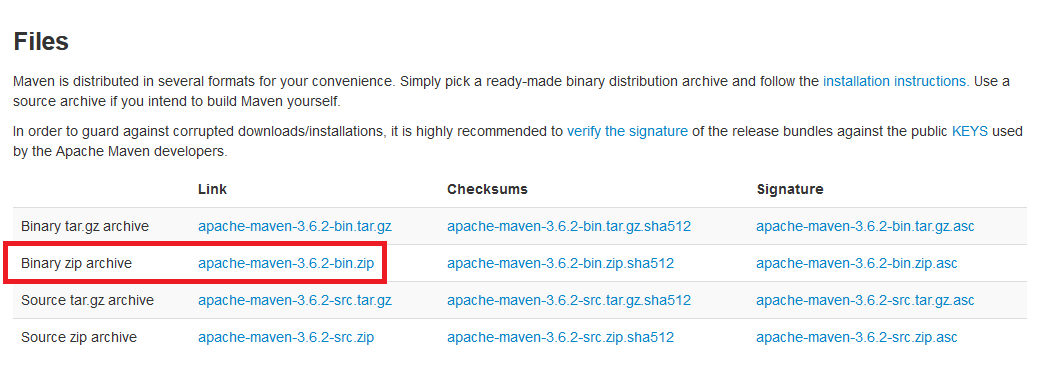 Files
Maven is distributed in several formats for your convenience. Simply pick a ready-made binary distribution archive and follow the installation instructions. Use a
source archive if you intend to build Maven yourself.
In order to guard against corrupted downloads/installations, it is highly recommended to verify the signature of the release bundles against the public KEYS used
by the Apache Maven developers.
Link Checksums Signature
Binary tar.gz archive apache-maven-3.6.2-bin.tar.gz apache-maven-3.6.2-bin.tar.gz.sha512 apache-maven-3.6.2-bin.tar.gz.asc
Binary zip archive apache-maven-3.6.2-bin.zip apache-maven-3.6.2-bin.zip.sha512 apache-maven-3.6.2-bin.zip.asc
Source tar.gz archive apache-maven-3.6.2-src.tar.gz apache-maven-3.6.2-src.tar.gz.sha512 apache-maven-3.6.2-src.tar.gz.asc
Source zip archive apache-maven-3.6.2-src.zip apache-maven-3.6.2-src.zip.sha512 apache-maven-3.6.2-src.zip.asc